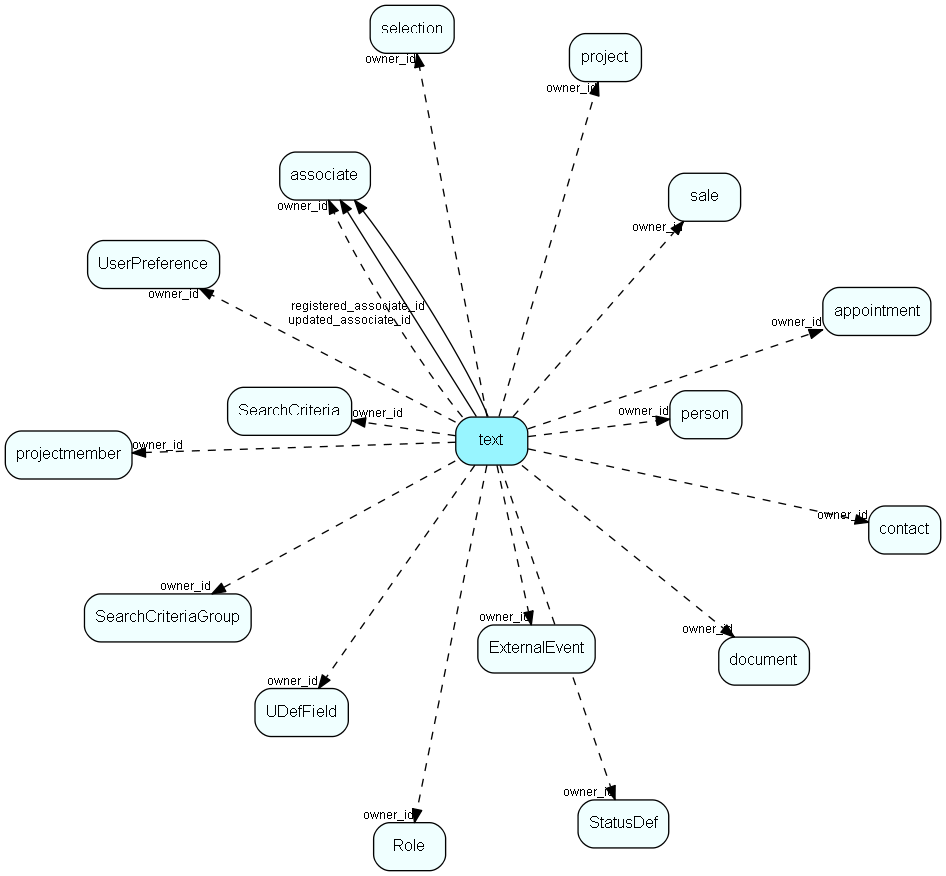 selection
owner_id
project
owner_id
associate
owner_id
sale
owner_id
UserPreference
owner_id
registered_associate_id
updated_associate_id
appointment
owner_id
SearchCriteria
owner_id
person
owner_id
text
projectmember
owner_id
contact
owner_id
SearchCriteriaGroup
owner_id
ExternalEvent
owner_id
document
owner_id
UDefField
owner_id
StatusDef
owner_id
Role
owner_id